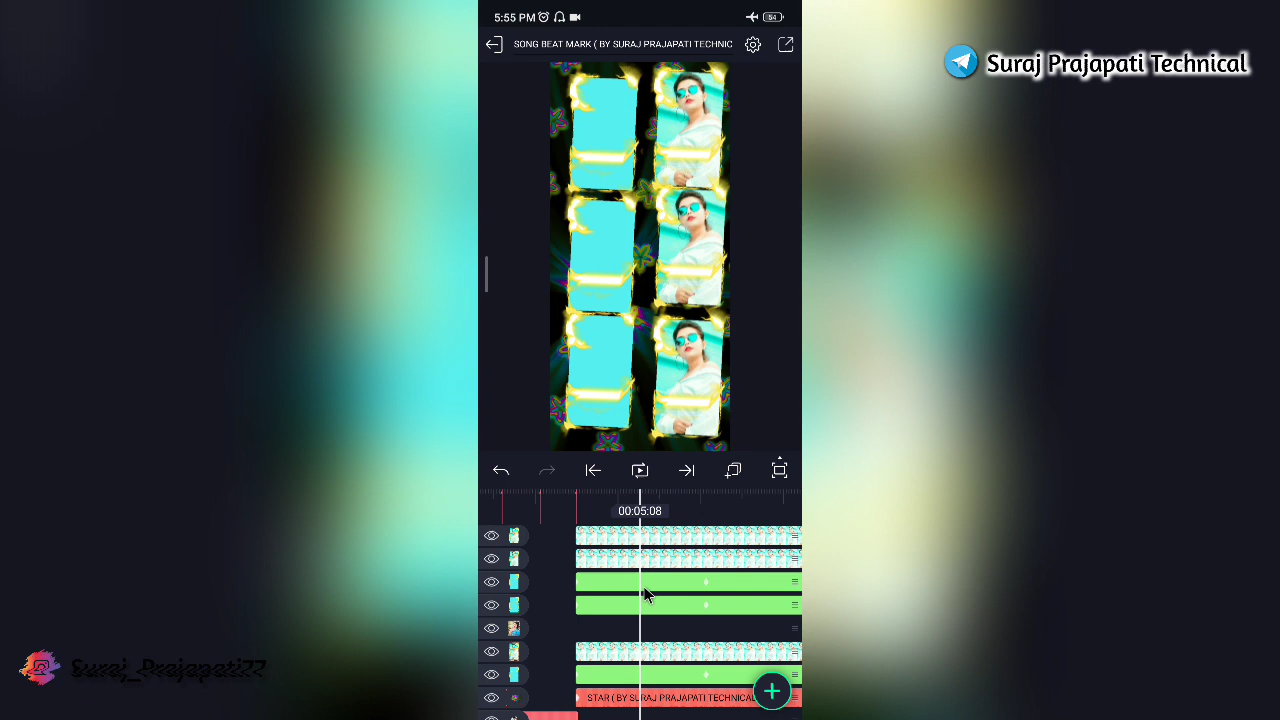 5:55 PM
54
SONG BEAT MARK ( BY SURAJ PRAJAPATI TECHNIC
Suraj Prajapati Technical
00:05:08
Suraj_Prajapati77
STAR ( BY SURAJ PRAJAPATI TECHNICAL